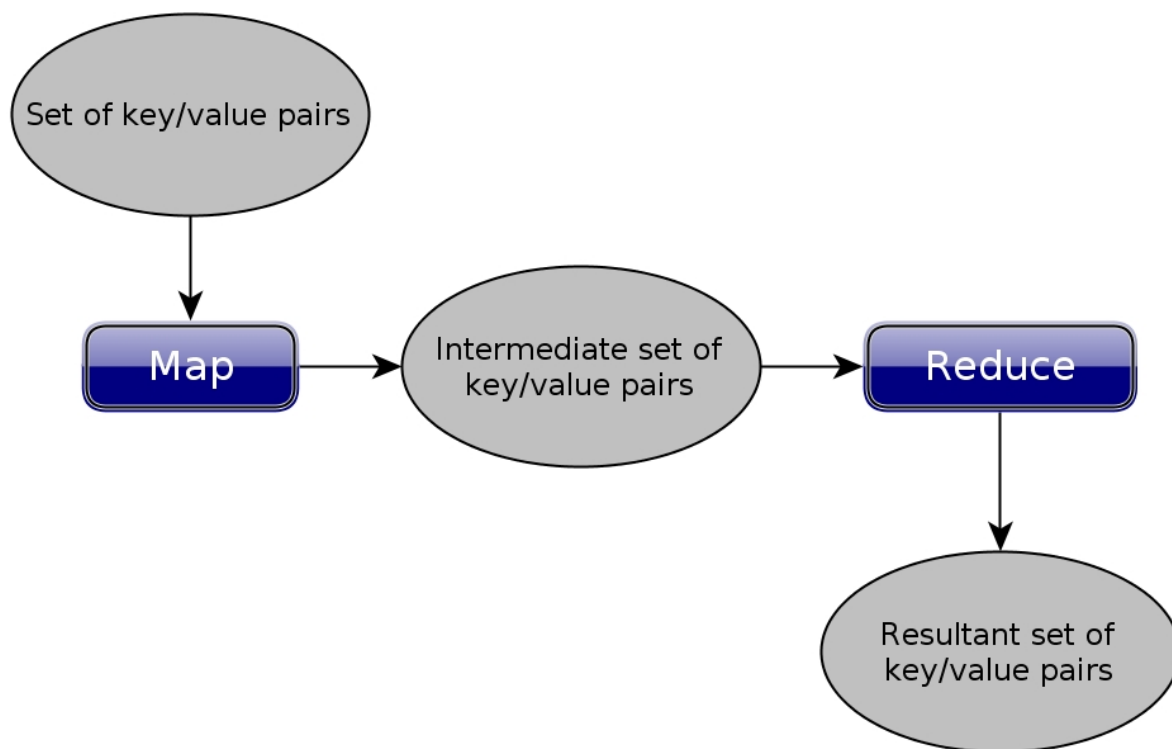 Set of key/value pairs
Map
Intermediate set of
key/value pairs
Reduce
Resultant set of
key/value pairs